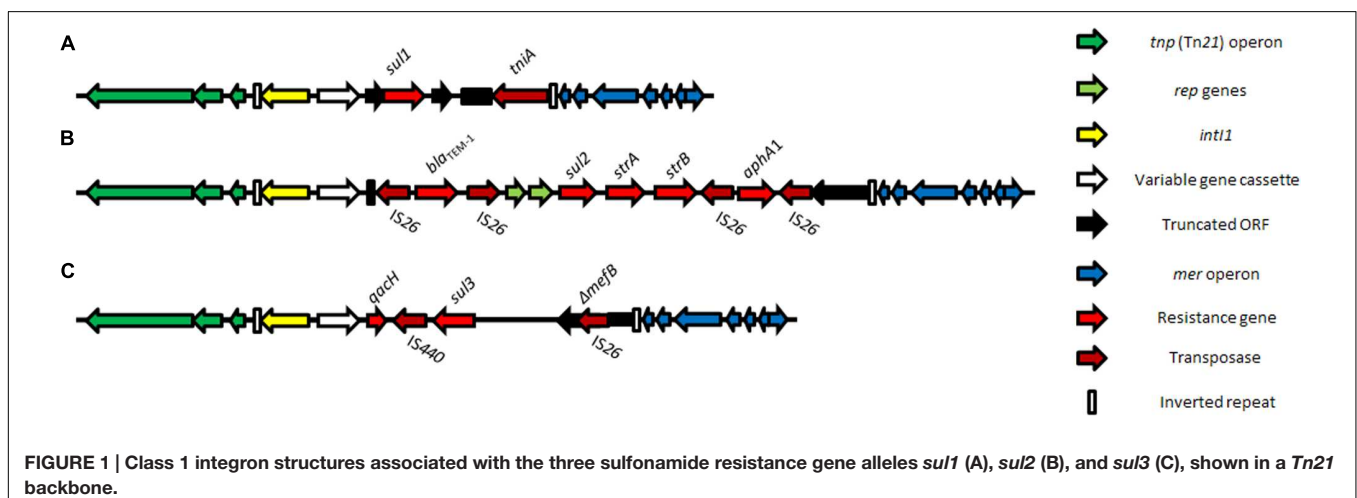 A
sul1
tniA
B
blaTEM-1
sul2
strA
strB
aphA1
IS26
IS26
IS26
IS26
C
qacH
sul3
ΔmefB
IS440
IS26
tnp (Tn21) operon
rep genes
intI1
Variable gene cassette
Truncated ORF
mer operon
Resistance gene
Transposase
Inverted repeat
FIGURE 1 | Class 1 integron structures associated with the three sulfonamide resistance gene alleles sul1 (A), sul2 (B), and sul3 (C), shown in a Tn21
backbone.